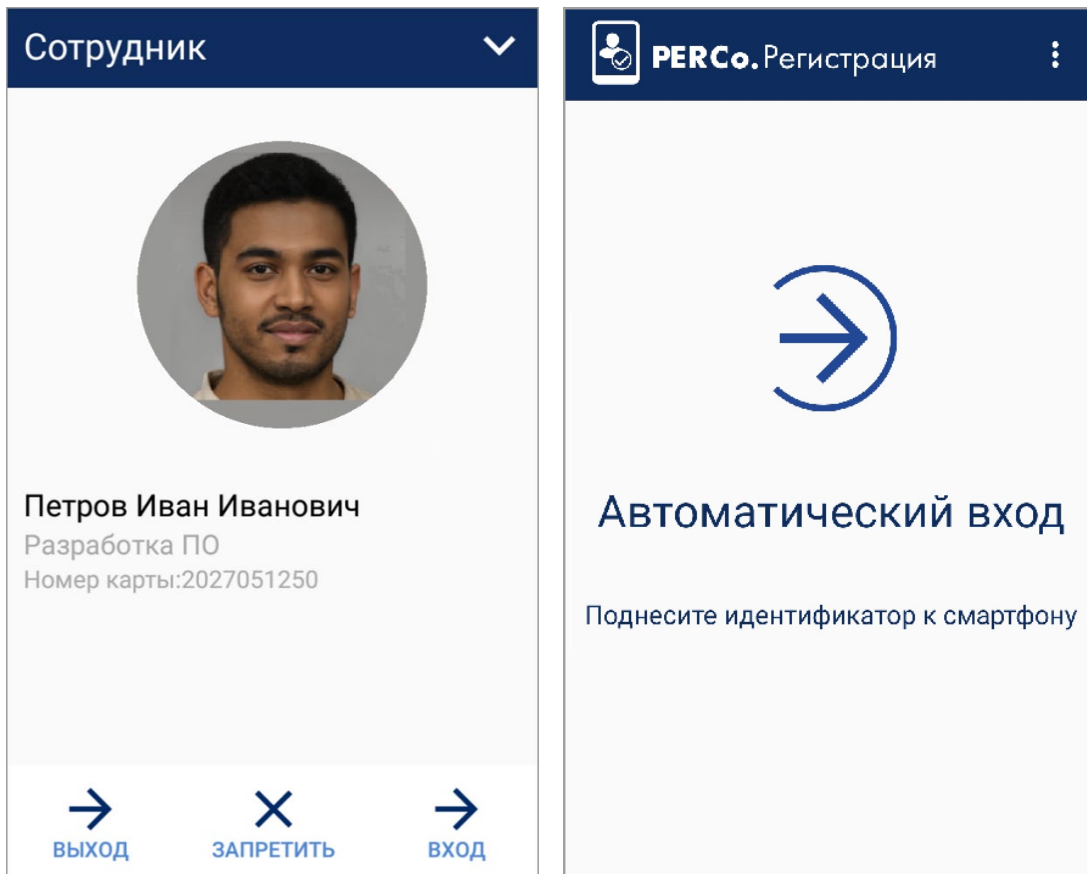 Сотрудник
Петров Иван Иванович
Разработка ПО
Номер карты:2027051250
ВЫХОД
ЗАПРЕТИТЬ
ВХОД
PERCo.Регистрация
Автоматический вход
Поднесите идентификатор к смартфону